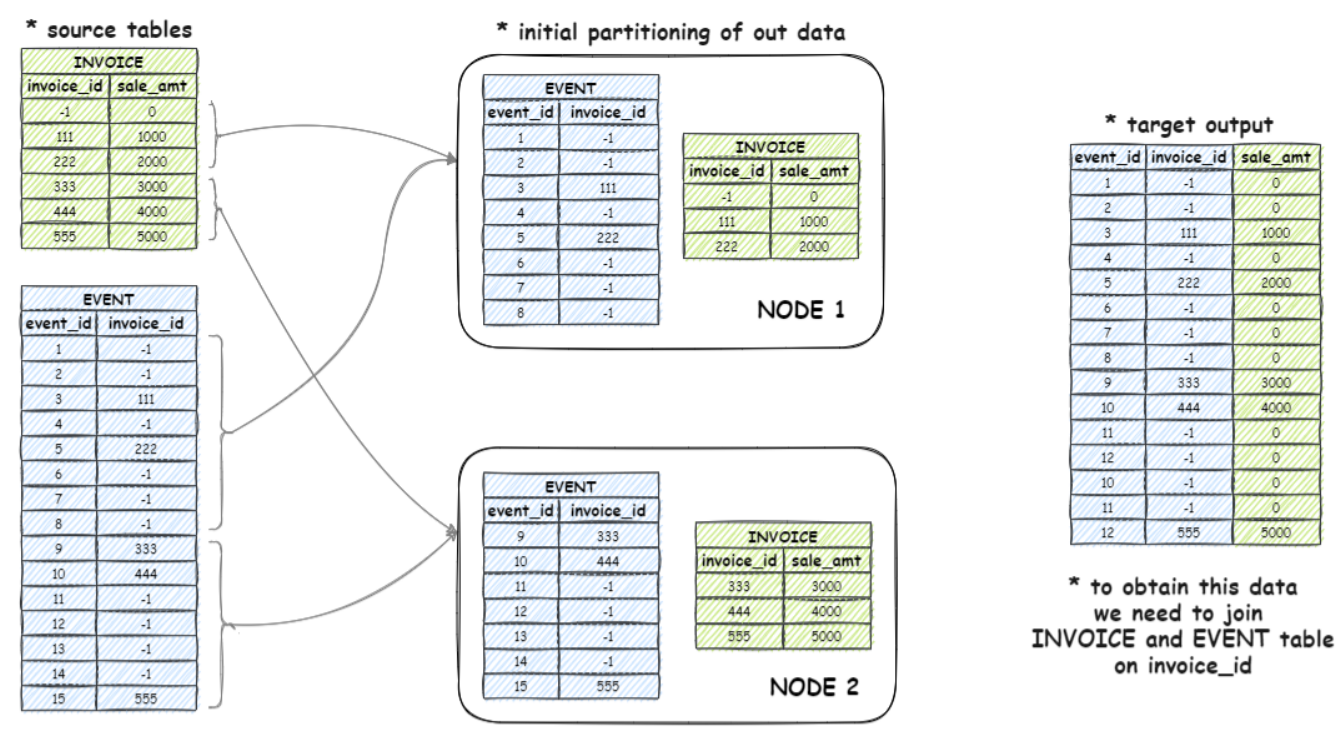 * source tables
INVOICE
invoice_id sale_amt
-1 0
111 1000
222 2000
333 3000
444 4000
555 5000
EVENT
event_id invoice_id
1 -1
2 -1
3 111
4 -1
5 222
6 -1
7 -1
8 -1
9 333
10 444
11 -1
12 -1
13 -1
14 -1
15 555
* initial partitioning of out data
EVENT
event_id invoice_id
1 -1
2 -1
3 111
4 -1
5 222
6 -1
7 -1
8 -1
INVOICE
invoice_id sale_amt
-1 0
111 1000
222 2000
NODE 1
EVENT
event_id invoice_id
9 333
10 444
11 -1
12 -1
13 -1
14 -1
15 555
INVOICE
invoice_id sale_amt
333 3000
444 4000
555 5000
NODE 2
* target output
event_id invoice_id sale_amt
1 -1 0
2 -1 0
3 111 1000
4 -1 0
5 222 2000
6 -1 0
7 -1 0
8 -1 0
9 333 3000
10 444 4000
11 -1 0
12 -1 0
10 -1 0
11 -1 0
12 555 5000
* to obtain this data
we need to join
INVOICE and EVENT table
on invoice_id